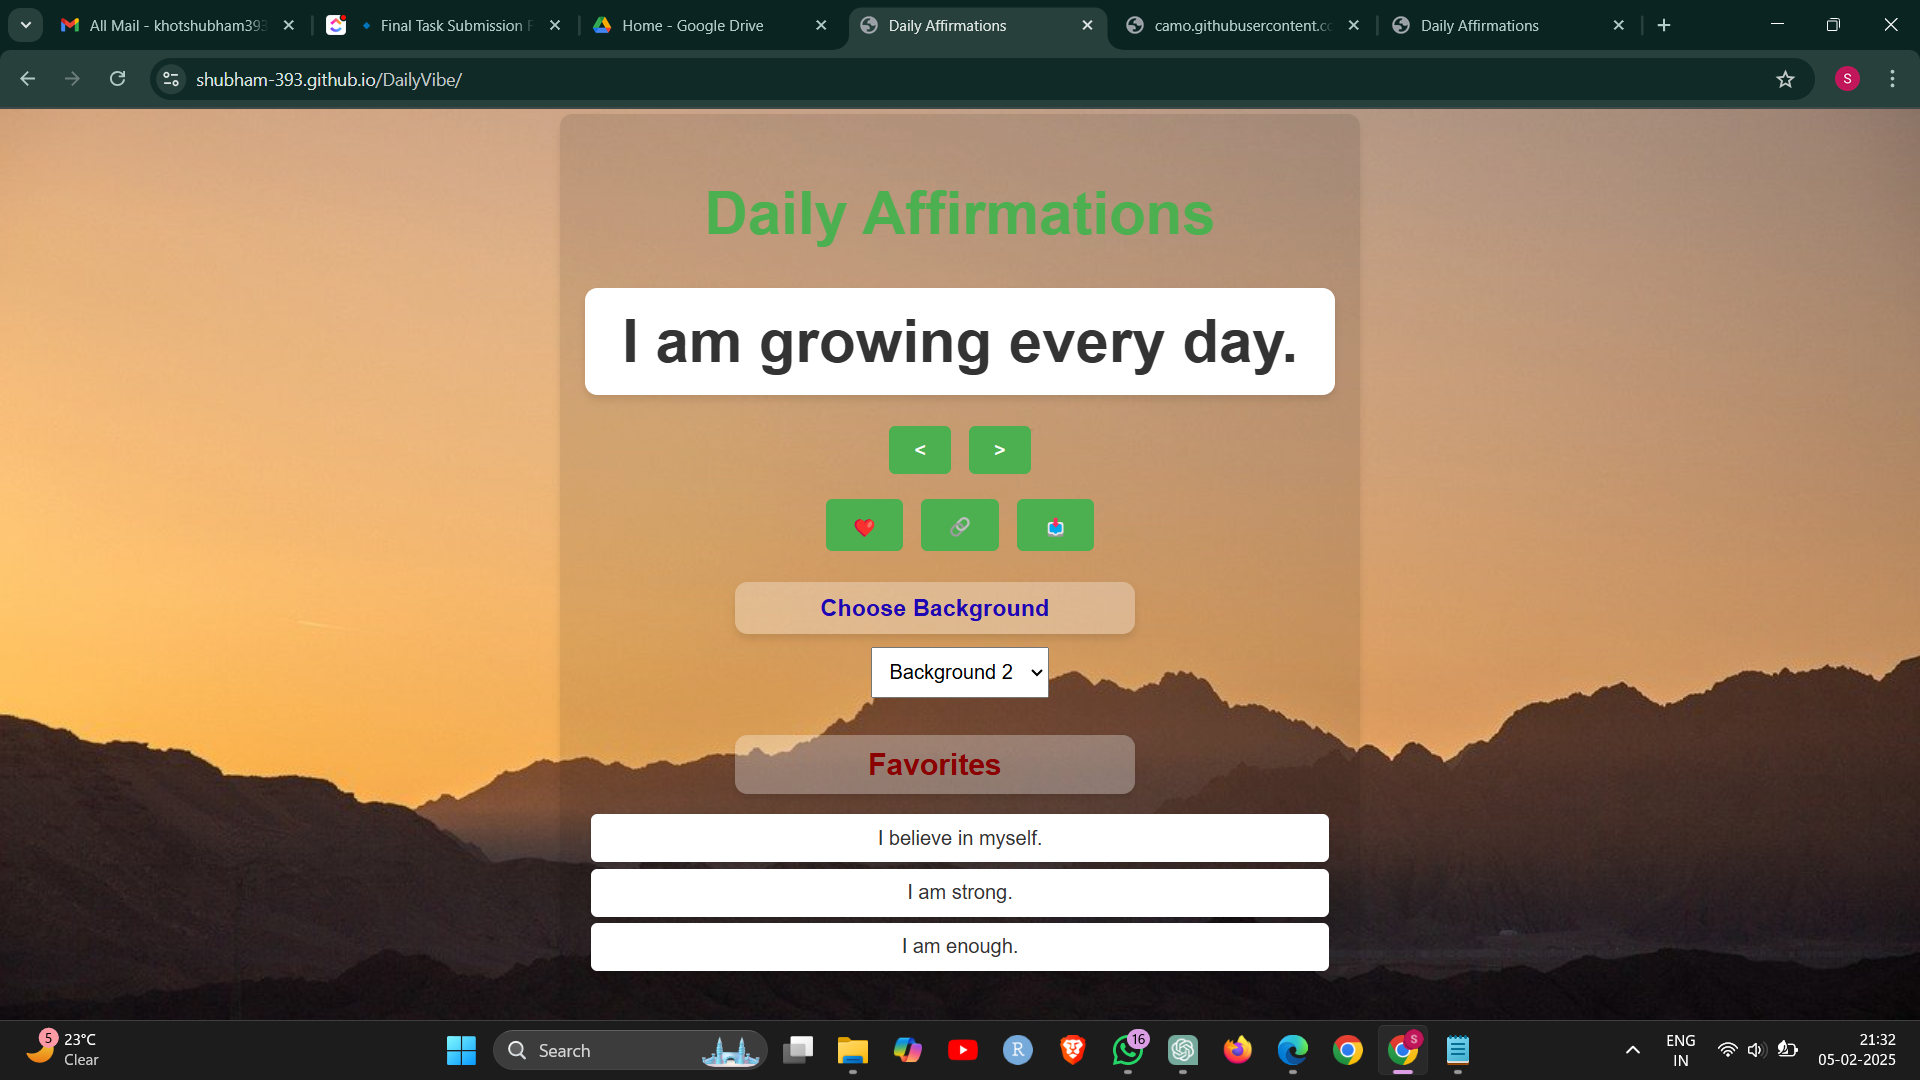 All Mail - khotshubham393
Final Task Submission F
Home - Google Drive
Daily Affirmations
camo.githubusercontent.co
Daily Affirmations
shubham-393.github.io/DailyVibe/
S
Daily Affirmations
I am growing every day.
<
>
Choose Background
Background 2
Favorites
I believe in myself.
I am strong.
I am enough.
5
23°C
Clear
Search
R
16
S
ENG
IN
21:32
05-02-2025